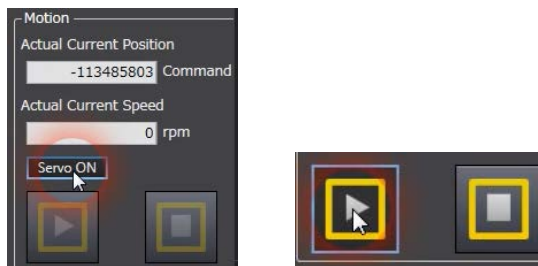 Motion
Actual Current Position
-113485803 Command
Actual Current Speed
0 rpm
Servo ON